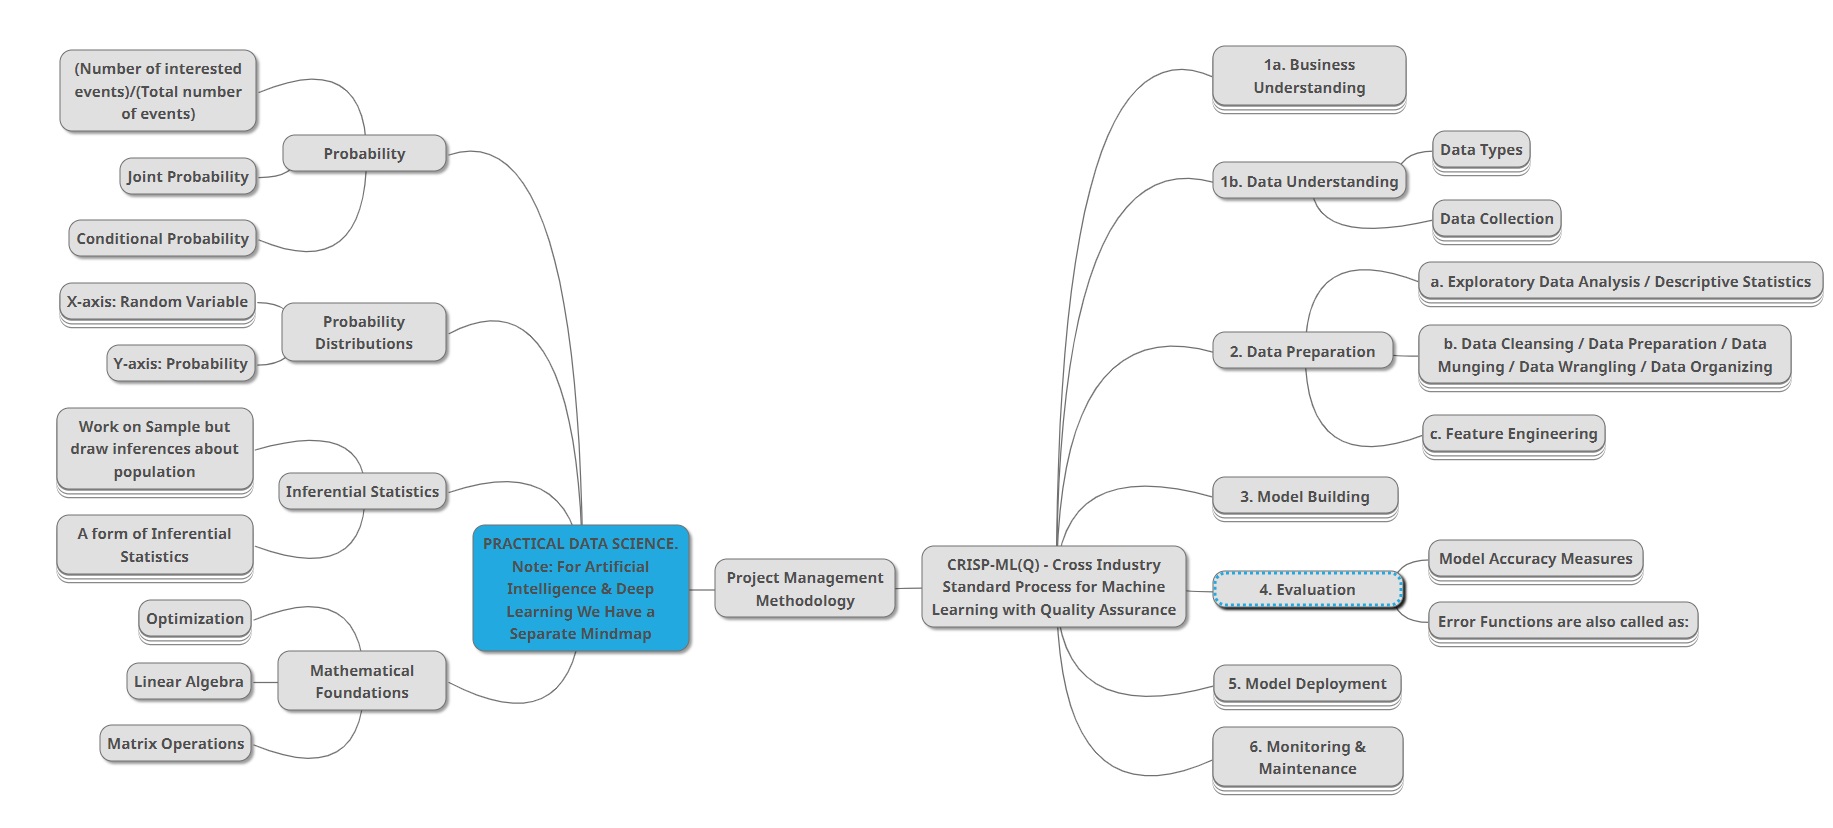 (Number of interested
events)/(Total number
of events)
Probability
Joint Probability
Conditional Probability
X-axis: Random Variable
Probability
Distributions
Y-axis: Probability
Work on Sample but
draw inferences about
population
Inferential Statistics
A form of Inferential
Statistics
Optimization
Mathematical
Foundations
Linear Algebra
Matrix Operations
PRACTICAL DATA SCIENCE.
Note: For Artificial
Intelligence & Deep
Learning We Have a
Separate Mindmap
Project Management
Methodology
CRISP-ML(Q) - Cross Industry
Standard Process for Machine
Learning with Quality Assurance
1a. Business
Understanding
1b. Data Understanding
Data Types
Data Collection
2. Data Preparation
a. Exploratory Data Analysis / Descriptive Statistics
b. Data Cleansing / Data Preparation / Data
Munging / Data Wrangling / Data Organizing
c. Feature Engineering
3. Model Building
4. Evaluation
Model Accuracy Measures
Error Functions are also called as:
5. Model Deployment
6. Monitoring &
Maintenance